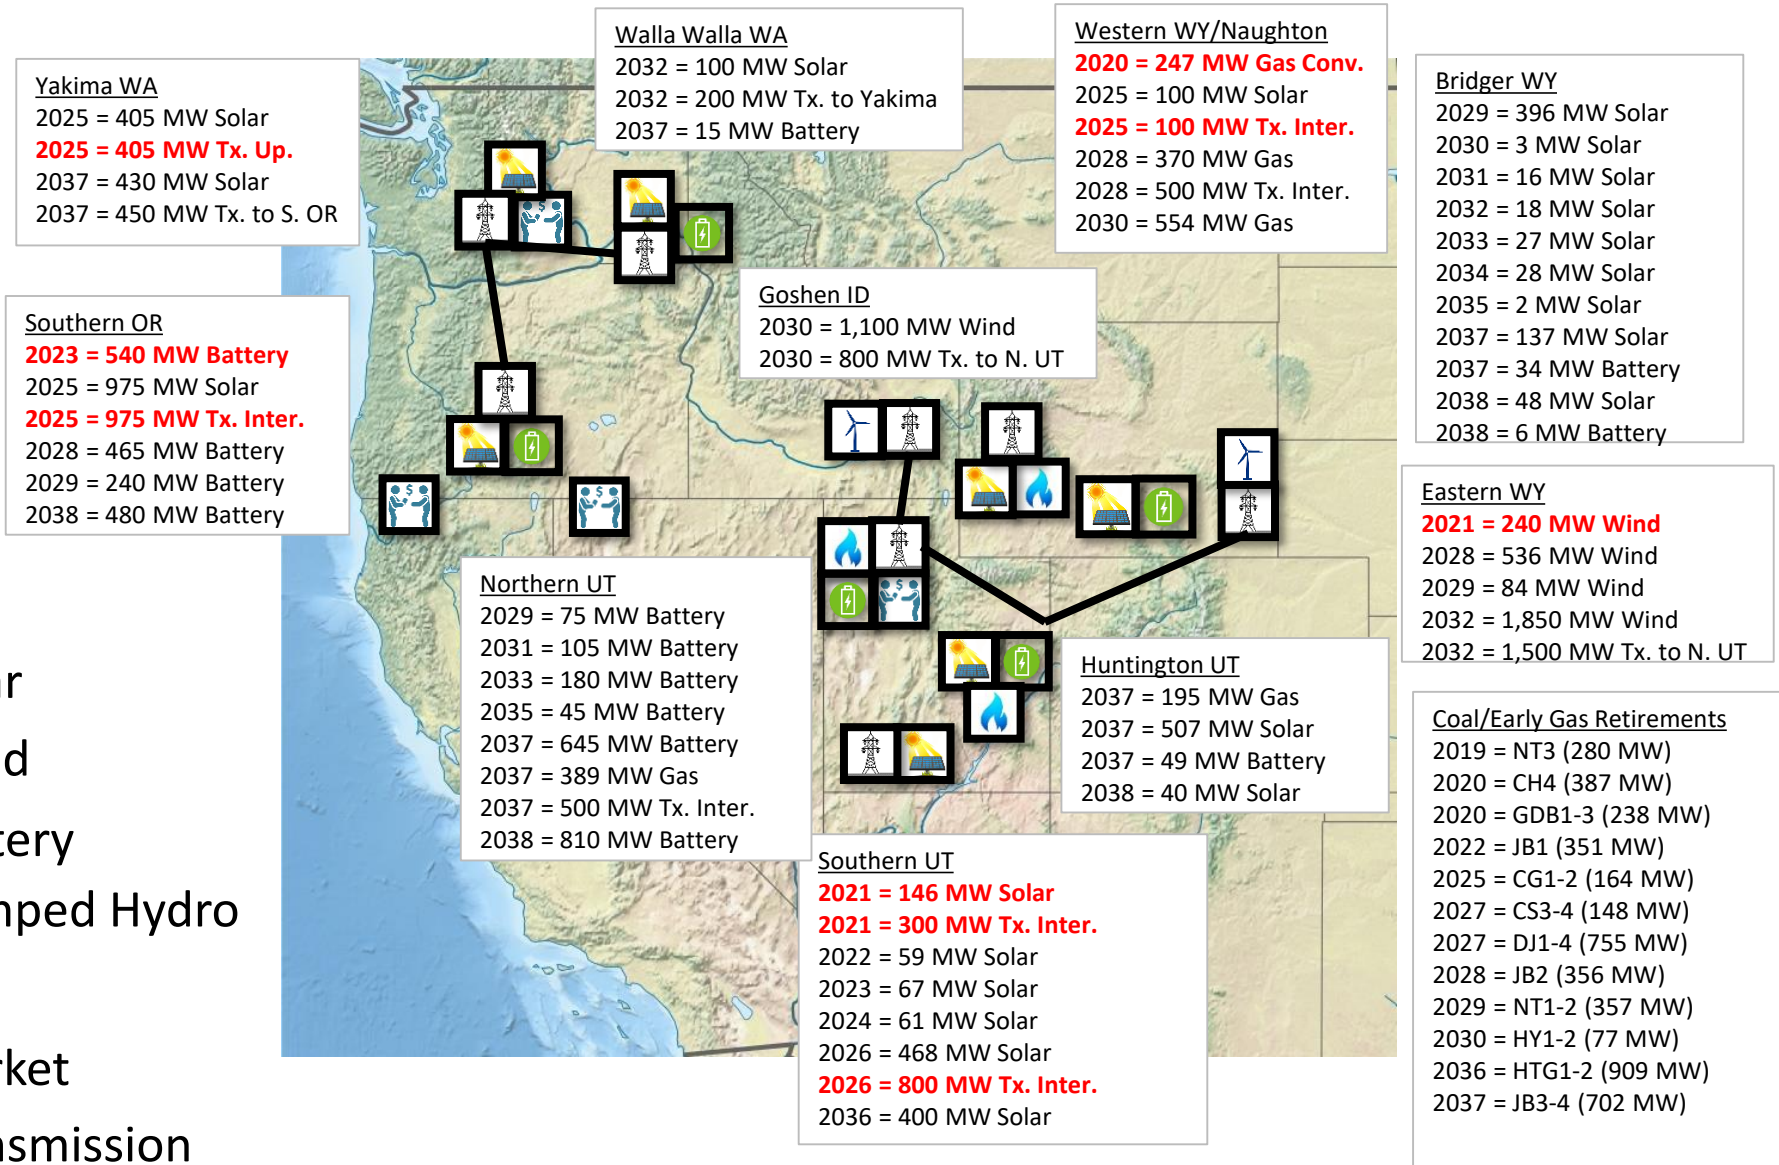 Yakima WA
2025 = 405 MW Solar
2025 = 405 MW Tx. Up.
2037 = 430 MW Solar
2037 = 450 MW Tx. to S. OR
Walla Walla WA
2032 = 100 MW Solar
2032 = 200 MW Tx. to Yakima
2037 = 15 MW Battery
Western WY/Naughton
2020 = 247 MW Gas Conv.
2025 = 100 MW Solar
2025 = 100 MW Tx. Inter.
2028 = 370 MW Gas
2028 = 500 MW Tx. Inter.
2030 = 554 MW Gas
Bridger WY
2029 = 396 MW Solar
2030 = 3 MW Solar
2031 = 16 MW Solar
2032 = 18 MW Solar
2033 = 27 MW Solar
2034 = 28 MW Solar
2035 = 2 MW Solar
2037 = 137 MW Solar
2037 = 34 MW Battery
2038 = 48 MW Solar
2038 = 6 MW Battery
Southern OR
2023 = 540 MW Battery
2025 = 975 MW Solar
2025 = 975 MW Tx. Inter.
2028 = 465 MW Battery
2029 = 240 MW Battery
2038 = 480 MW Battery
Goshen ID
2030 = 1,100 MW Wind
2030 = 800 MW Tx. to N. UT
Eastern WY
2021 = 240 MW Wind
2028 = 536 MW Wind
2029 = 84 MW Wind
2032 = 1,850 MW Wind
2032 = 1,500 MW Tx. to N. UT
Northern UT
2029 = 75 MW Battery
2031 = 105 MW Battery
2033 = 180 MW Battery
2035 = 45 MW Battery
2037 = 645 MW Battery
2037 = 389 MW Gas
2037 = 500 MW Tx. Inter.
2038 = 810 MW Battery
Huntington UT
2037 = 195 MW Gas
2037 = 507 MW Solar
2037 = 49 MW Battery
2038 = 40 MW Solar
Southern UT
2021 = 146 MW Solar
2021 = 300 MW Tx. Inter.
2022 = 59 MW Solar
2023 = 67 MW Solar
2024 = 61 MW Solar
2026 = 468 MW Solar
2026 = 800 MW Tx. Inter.
2036 = 400 MW Solar
Coal/Early Gas Retirements
2019 = NT3 (280 MW)
2020 = CH4 (387 MW)
2020 = GDB1-3 (238 MW)
2022 = JB1 (351 MW)
2025 = CG1-2 (164 MW)
2027 = CS3-4 (148 MW)
2027 = DJ1-4 (755 MW)
2028 = JB2 (356 MW)
2029 = NT1-2 (357 MW)
2030 = HY1-2 (77 MW)
2036 = HTG1-2 (909 MW)
2037 = JB3-4 (702 MW)
ar
d
tery
nped Hydro
rket
nsmission